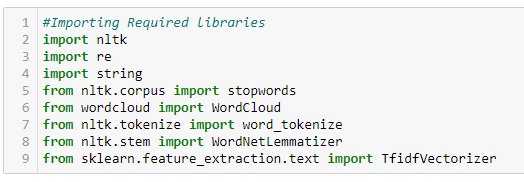 1 #Importing Required libraries
2 import nltk
3 import re
4 import string
5 from nltk.corpus import stopwords
6 from wordcloud import WordCloud
7 from nltk.tokenize import word_tokenize
8 from nltk.stem import WordNetLemmatizer
9 from sklearn.feature_extraction.text import TfidfVectorizer